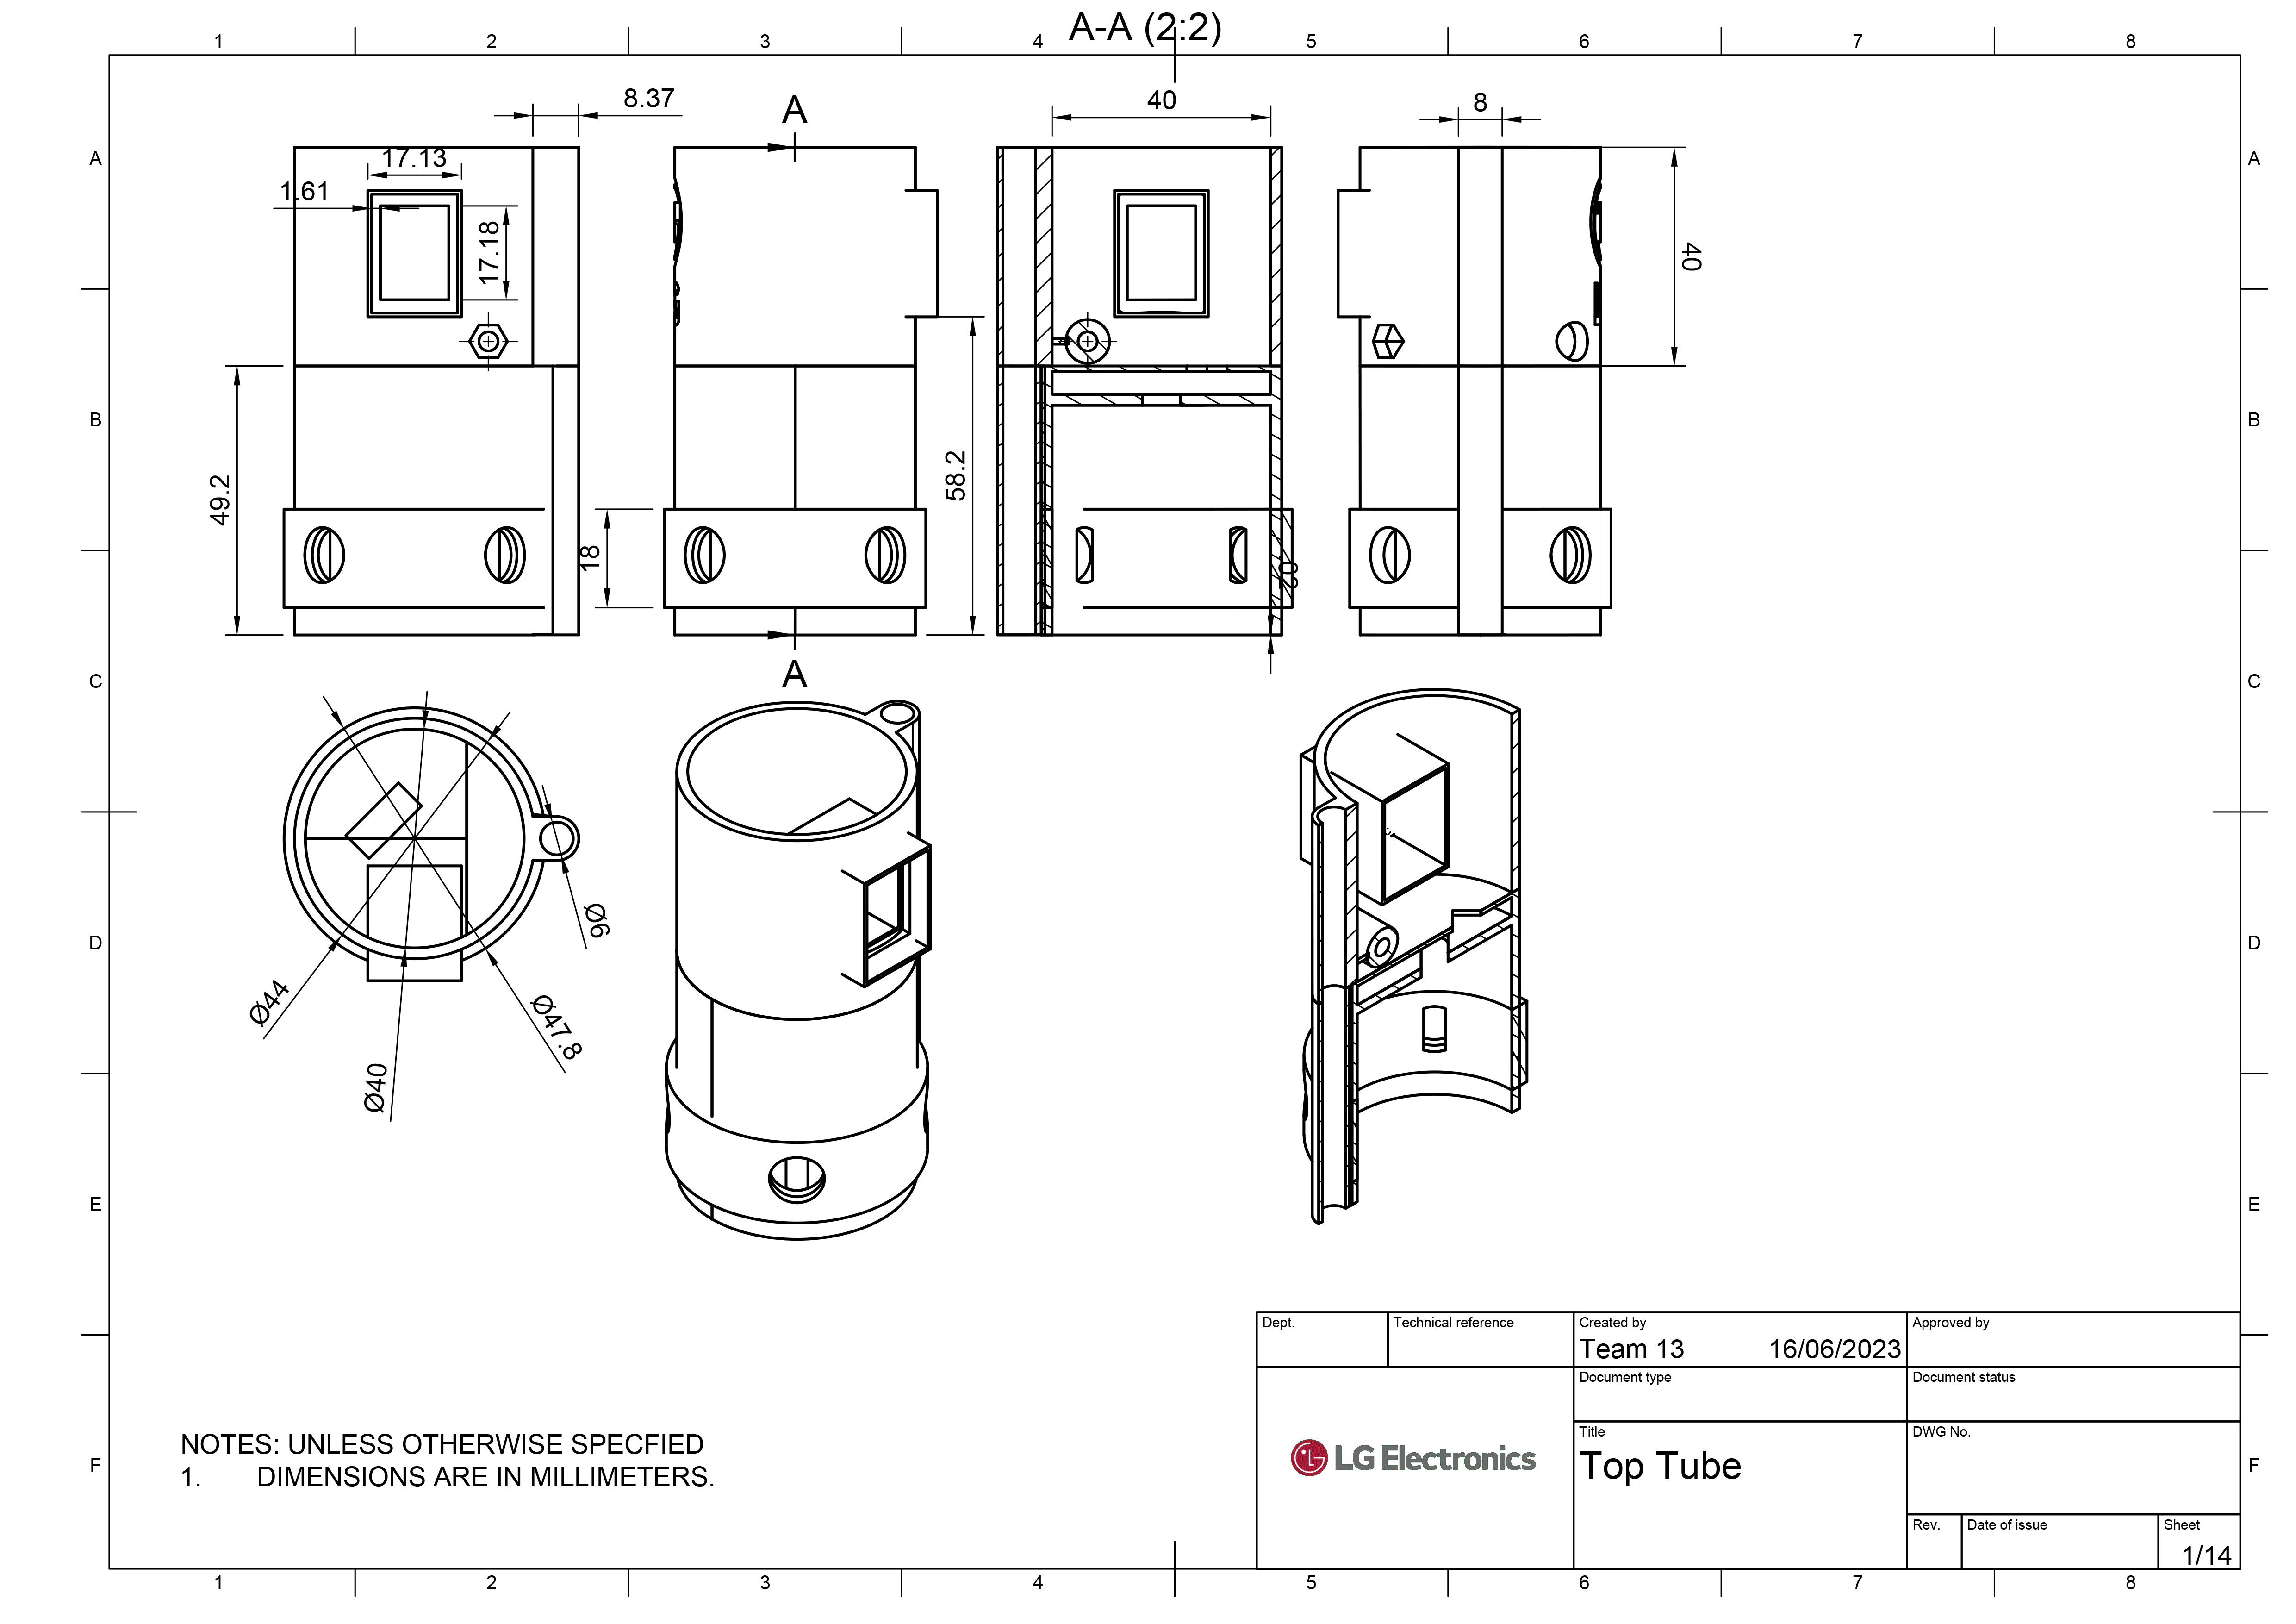 A-A (2:2)
1 2 3 4 5 6 7 8
8.37
A
40
8
A
A
17.13
1.61
17.18
40
B
B
49.2
58.2
18
A
C
C
Ø6
D
D
Ø44
Ø47.8
Ø40
E
E
Dept.
Technical reference
Created by
Team 13 16/06/2023
Approved by
Document type
Document status
NOTES: UNLESS OTHERWISE SPECFIED
1. DIMENSIONS ARE IN MILLIMETERS.
LG Electronics
Title
Top Tube
DWG No.
F
F
Rev.
Date of issue
Sheet
1/14
1 2 3 4 5 6 7 8